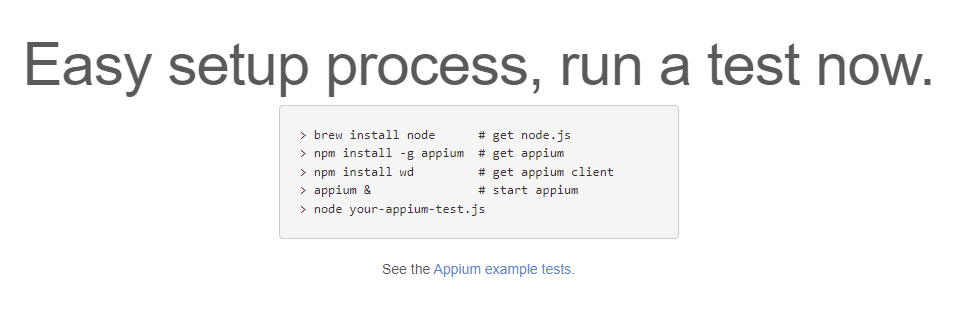 Easy setup process, run a test now.
> brew install node      # get node.js
> npm install -g appium  # get appium
> npm install wd         # get appium client
> appium &               # start appium
> node your-appium-test.js
See the Appium example tests.